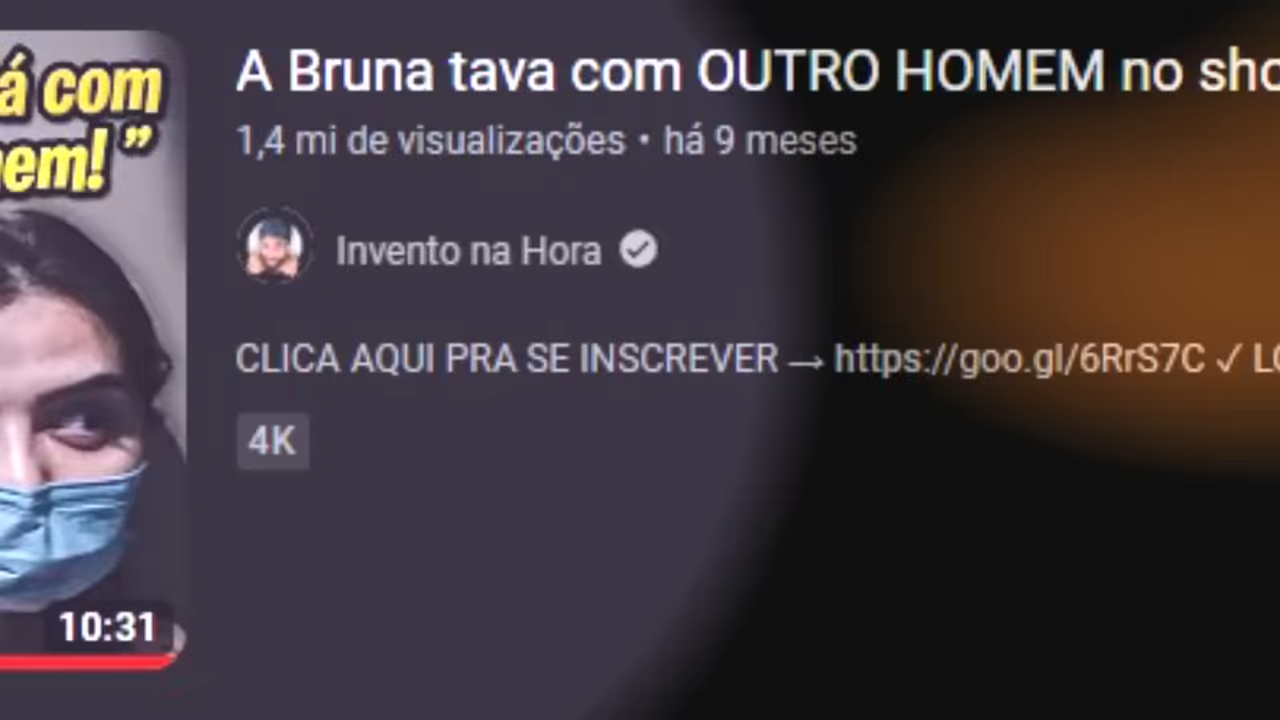 á com
em! ”
A Bruna tava com OUTRO HOMEM no sho
1,4 mi de visualizações • há 9 meses
Invento na Hora
CLICA AQUI PRA SE INSCREVER → https://goo.gl/6RrS7C ✓ LO
4K
10:31